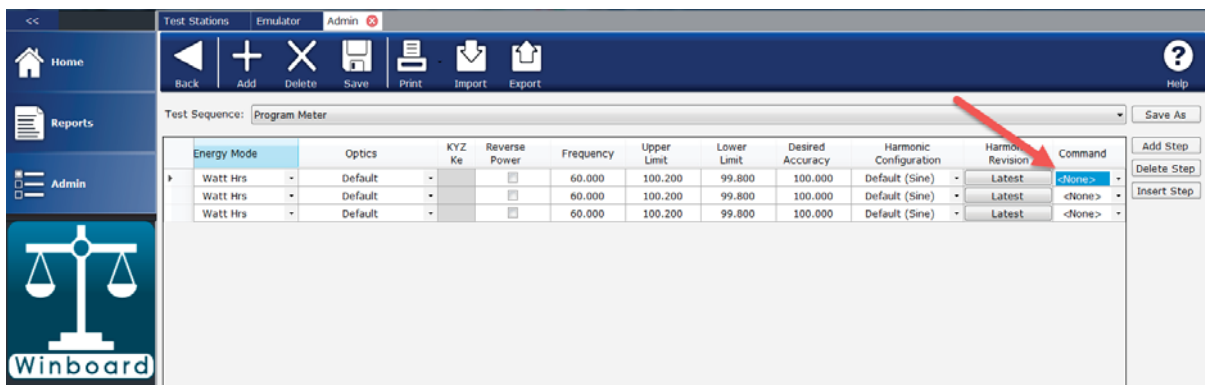 <<
Test Stations Emulator Admin
Home
Reports
Admin
Winboard
Back Add Delete Save Print Import Export Help
Test Sequence: Program Meter Save As
Energy Mode Optics KYZ Ke Reverse Power Frequency Upper Limit Lower Limit Desired Accuracy Harmonic Configuration Harmonic Revision Command
Watt Hrs Default 60.000 100.200 99.800 100.000 Default (Sine) Latest <None>
Watt Hrs Default 60.000 100.200 99.800 100.000 Default (Sine) Latest <None>
Watt Hrs Default 60.000 100.200 99.800 100.000 Default (Sine) Latest <None>
Add Step
Delete Step
Insert Step